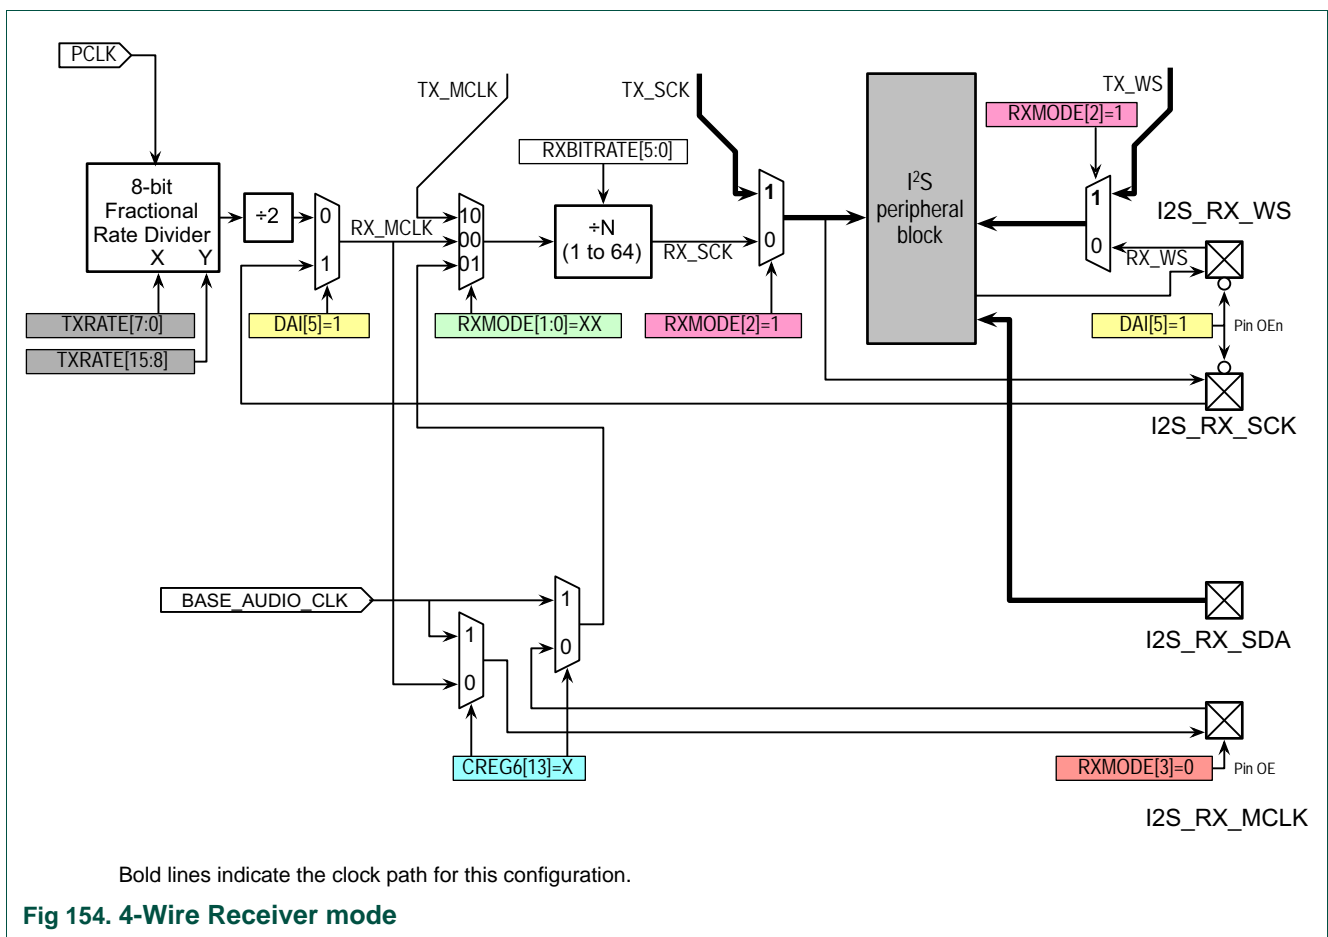 PCLK
TX_MCLK
TX_SCK
TX_WS
RXMODE[2]=1
RXBITRATE[5:0]
8-bit
Fractional
Rate Divider
X Y
÷2
0
1
RX_MCLK
10
00
01
÷N
(1 to 64)
RX_SCK
1
0
I²S
peripheral
block
1
0
RX_WS
I2S_RX_WS
TXRATE[7:0]
DAI[5]=1
RXMODE[1:0]=XX
RXMODE[2]=1
DAI[5]=1
Pin OEn
TXRATE[15:8]
I2S_RX_SCK
BASE_AUDIO_CLK
1
0
1
0
I2S_RX_SDA
CREG6[13]=X
RXMODE[3]=0
Pin OE
I2S_RX_MCLK
Bold lines indicate the clock path for this configuration.
Fig 154. 4-Wire Receiver mode